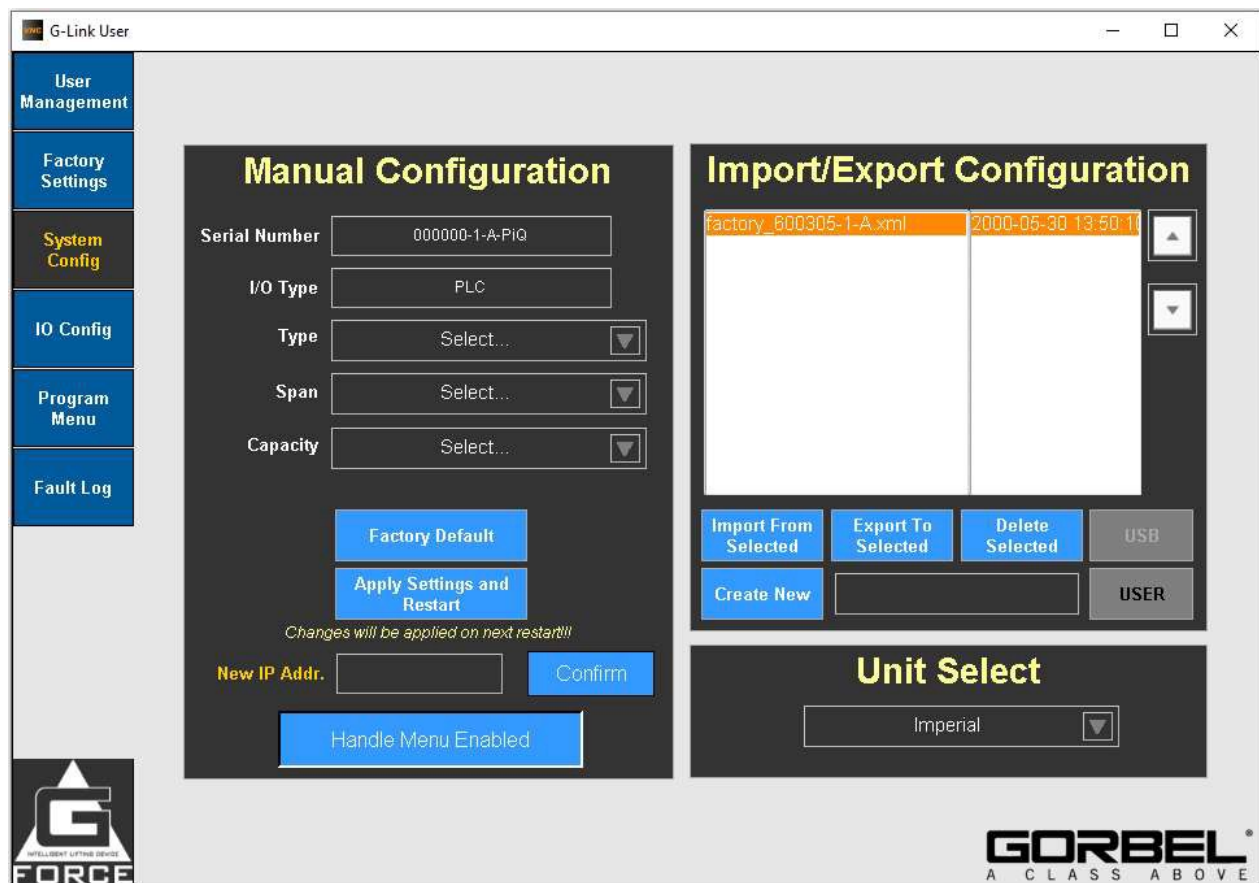 G-Link User
User
Management
Factory
Settings
System
Config
IO Config
Program
Menu
Fault Log
Manual Configuration
Serial Number 000000-1-A-PiQ
I/O Type PLC
Type Select...
Span Select...
Capacity Select...
Factory Default
Apply Settings and
Restart
Changes will be applied on next restart!!!
New IP Addr. Confirm
Handle Menu Enabled
Import/Export Configuration
factory_600305-1-A.xml 2000-05-30 13:50:10
Import From
Selected
Export To
Selected
Delete
Selected
USB
Create New
USER
Unit Select
Imperial
G
INTELLIGENT LIFTING DEVICE
FORCE
GORBEL®
A CLASS ABOVE